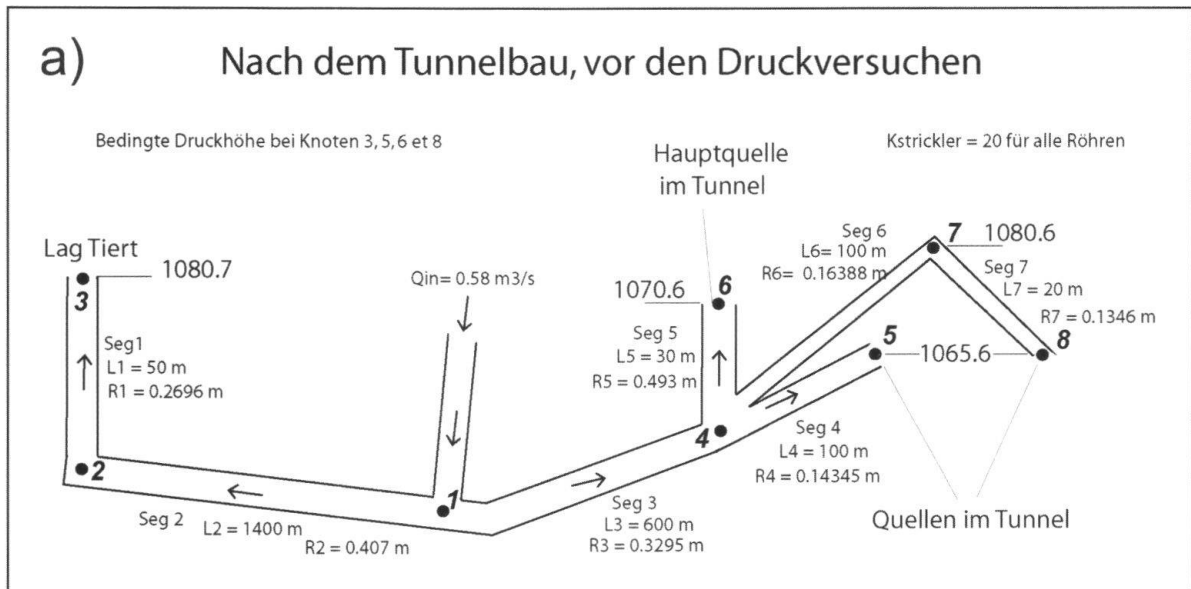 a)
Nach dem Tunnelbau, vor den Druckversuchen
Bedingte Druckhöhe bei Knoten 3, 5, 6 et 8
Kstrickler = 20 für alle Röhren
Hauptquelle
im Tunnel
Lag Tiert
1080.7
3
Seg1
L1 = 50 m
R1 = 0.2696 m
2
Seg 2
L2 = 1400 m
R2 = 0.407 m
Qin= 0.58 m3/s
1
Seg 3
L3 = 600 m
R3 = 0.3295 m
1070.6
6
Seg 5
L5 = 30 m
R5 = 0.493 m
4
Seg 6
L6= 100 m
R6= 0.16388 m
7
1080.6
Seg 7
L7 = 20 m
R7 = 0.1346 m
5
1065.6
8
Seg 4
L4 = 100 m
R4 = 0.14345 m
Quellen im Tunnel